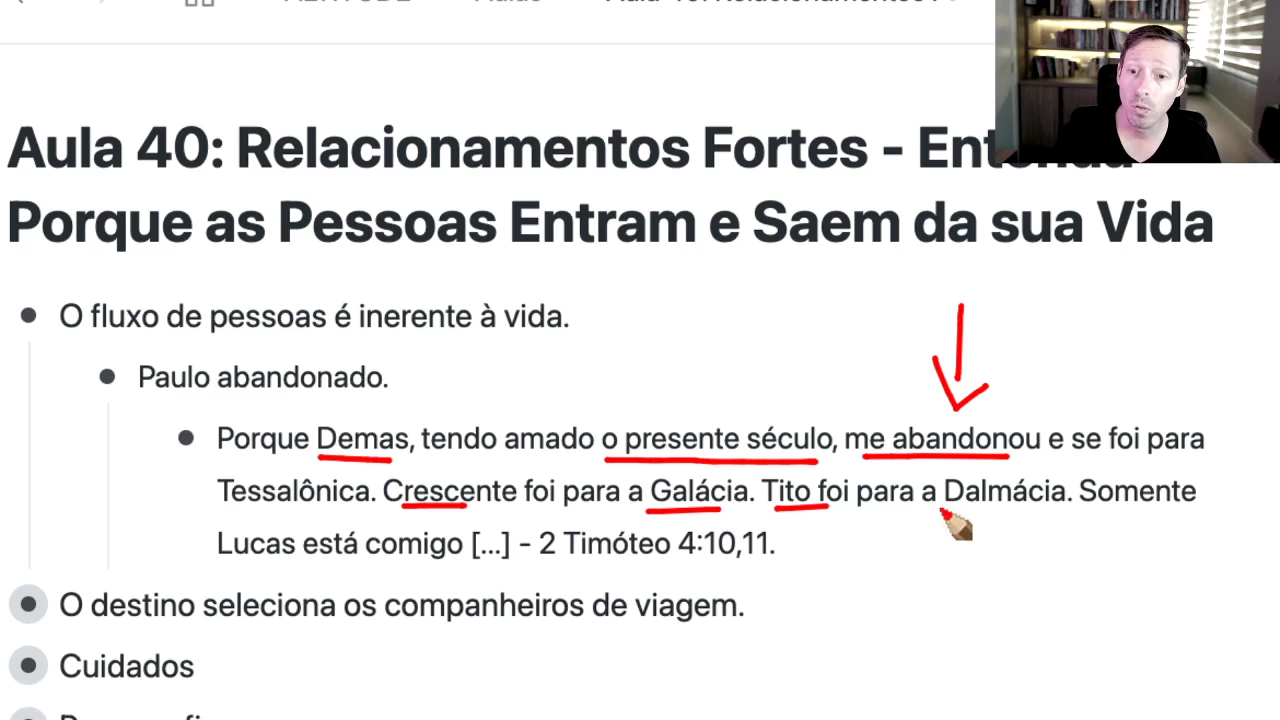 Aula 40: Relacionamentos Fortes - Entenda
Porque as Pessoas Entram e Saem da sua Vida
O fluxo de pessoas é inerente à vida.
Paulo abandonado.
Porque Demas, tendo amado o presente século, me abandonou e se foi para
Tessalônica. Crescente foi para a Galácia. Tito foi para a Dalmácia. Somente
Lucas está comigo [...] - 2 Timóteo 4:10,11.
O destino seleciona os companheiros de viagem.
Cuidados